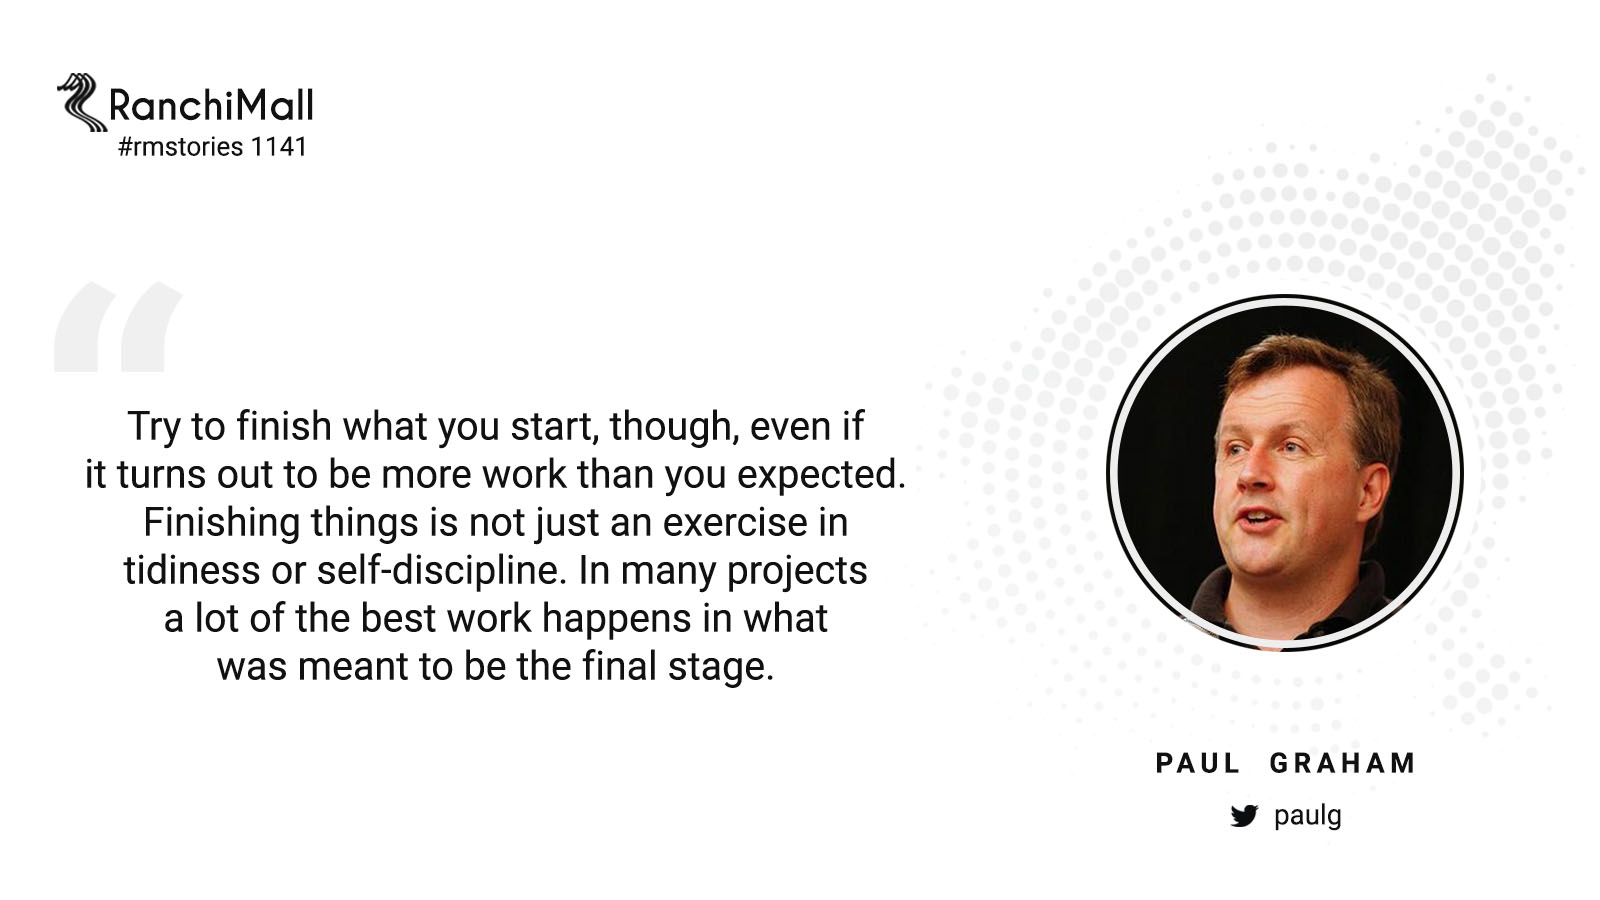 RanchiMall
#rmstories 1141
Try to finish what you start, though, even if
it turns out to be more work than you expected.
Finishing things is not just an exercise in
tidiness or self-discipline. In many projects
a lot of the best work happens in what
was meant to be the final stage.
PAUL GRAHAM
paulg